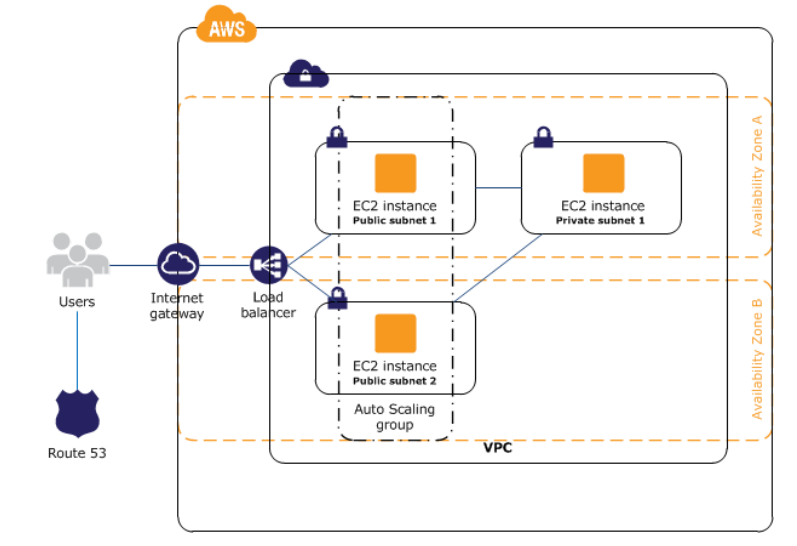 AWS
EC2 instance
Public subnet 1
EC2 instance
Private subnet 1
Availability Zone A
Users
Internet
gateway
Load
balancer
EC2 instance
Public subnet 2
Availability Zone B
Auto Scaling
group
VPC
Route 53